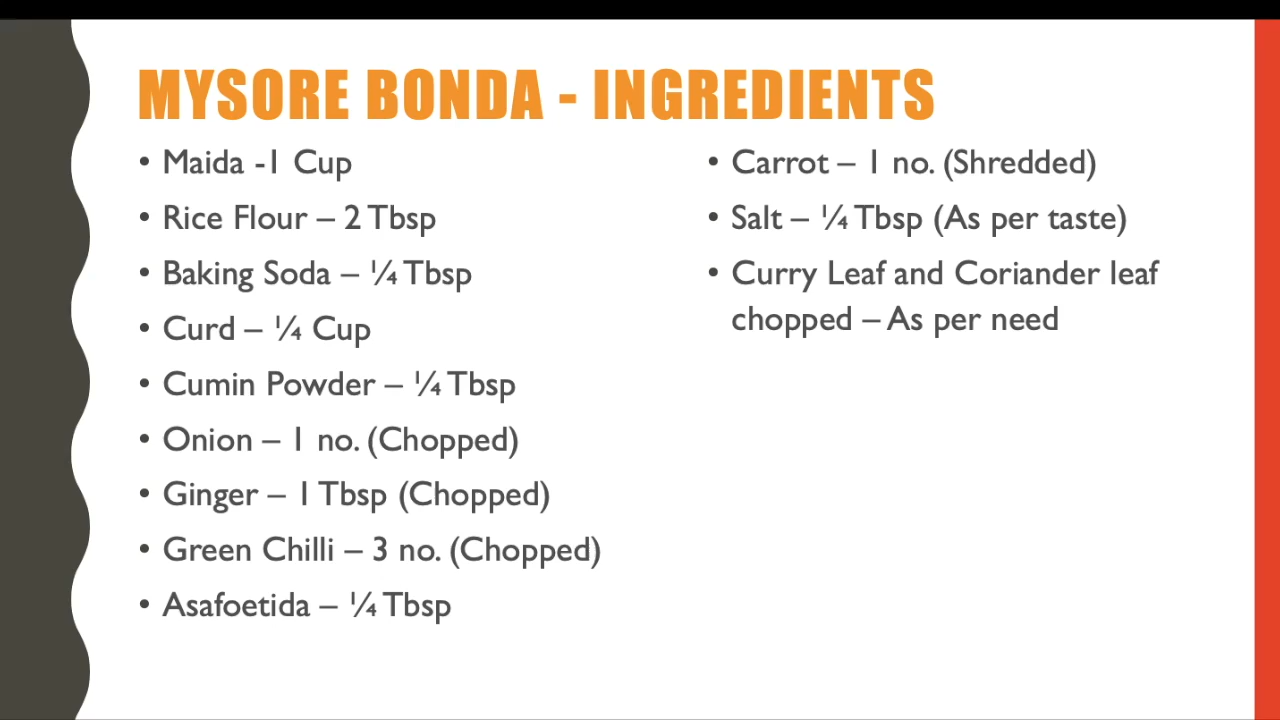 MYSORE BONDA - INGREDIENTS
• Maida -1 Cup
• Rice Flour – 2 Tbsp
• Baking Soda – ¼ Tbsp
• Curd – ¼ Cup
• Cumin Powder – ¼ Tbsp
• Onion – 1 no. (Chopped)
• Ginger – 1 Tbsp (Chopped)
• Green Chilli – 3 no. (Chopped)
• Asafoetida – ¼ Tbsp
• Carrot – 1 no. (Shredded)
• Salt – ¼ Tbsp (As per taste)
• Curry Leaf and Coriander leaf
chopped – As per need